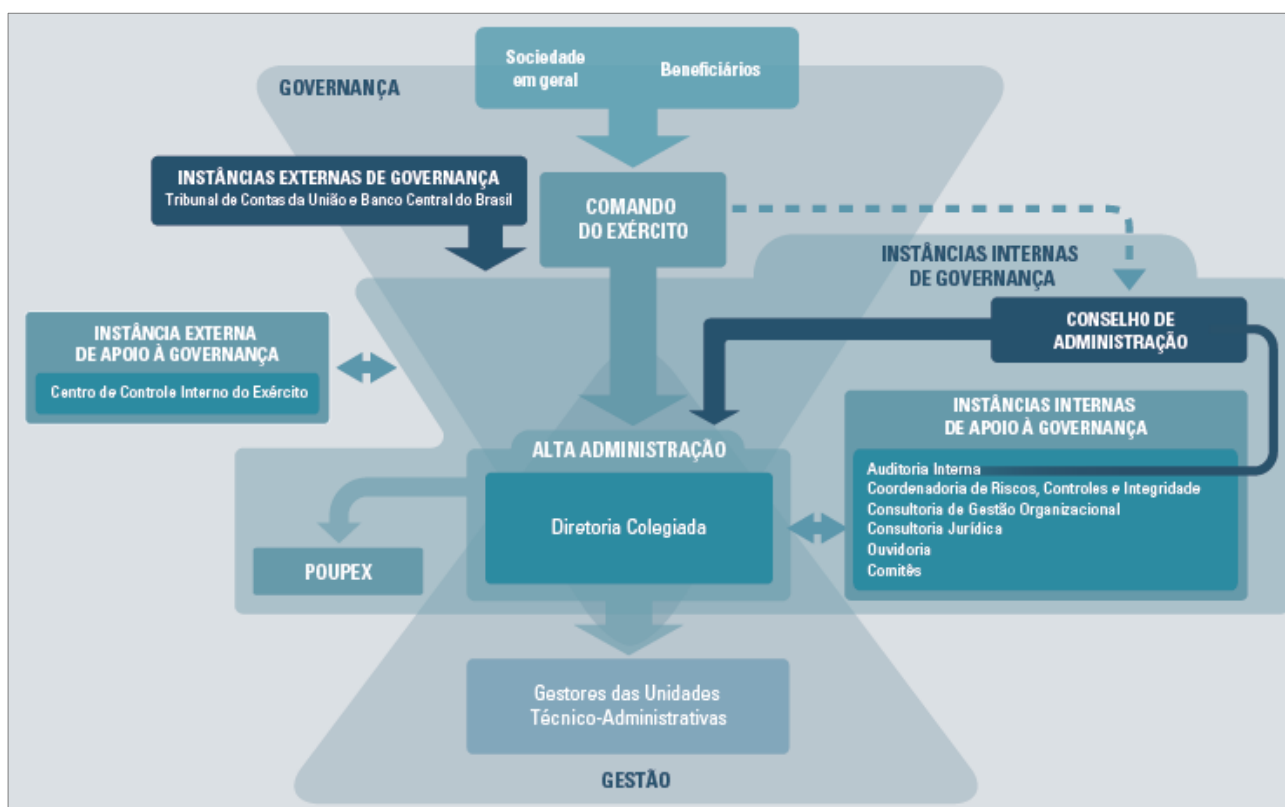 Sociedade
em geral
Beneficiários
GOVERNANÇA
INSTÂNCIAS EXTERNAS DE GOVERNANÇA
Tribunal de Contas da União e Banco Central do Brasil
COMANDO
DO EXÉRCITO
INSTÂNCIAS INTERNAS
DE GOVERNANÇA
CONSELHO DE
ADMINISTRAÇÃO
INSTÂNCIA EXTERNA
DE APOIO À GOVERNANÇA
Centro de Controle Interno do Exército
INSTÂNCIAS INTERNAS
DE APOIO À GOVERNANÇA
Auditoria Interna
Coordenadoria de Riscos, Controles e Integridade
Consultoria de Gestão Organizacional
Consultoria Jurídica
Ouvidoria
Comitês
ALTA ADMINISTRAÇÃO
Diretoria Colegiada
POUPEX
Gestores das Unidades
Técnico-Administrativas
GESTÃO